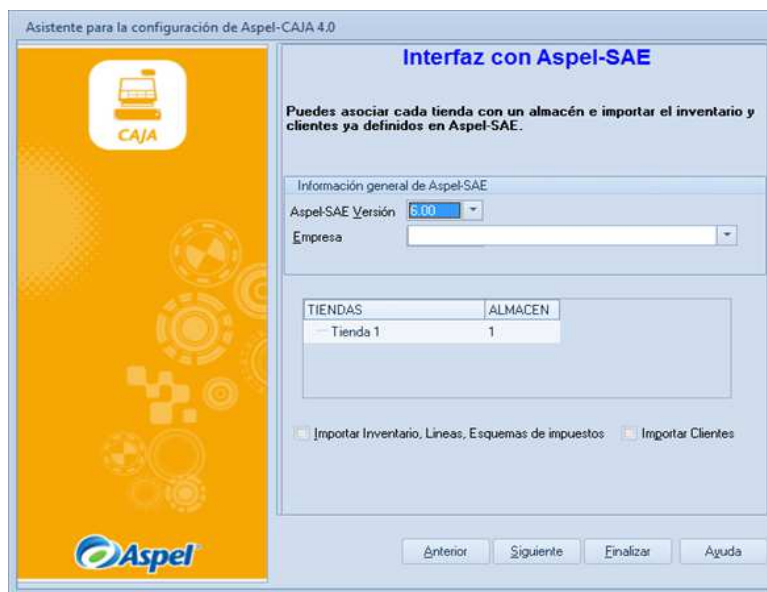 Asistente para la configuración de Aspel-CAJA 4.0
CAJA
Interfaz con Aspel-SAE
Puedes asociar cada tienda con un almacén e importar el inventario y
clientes ya definidos en Aspel-SAE.
Información general de Aspel-SAE
Aspel-SAE Versión 6.00
Empresa
TIENDAS ALMACEN
Tienda 1 1
Importar Inventario, Lineas, Esquemas de impuestos Importar Clientes
Aspel
Anterior Siguiente Finalizar Ayuda